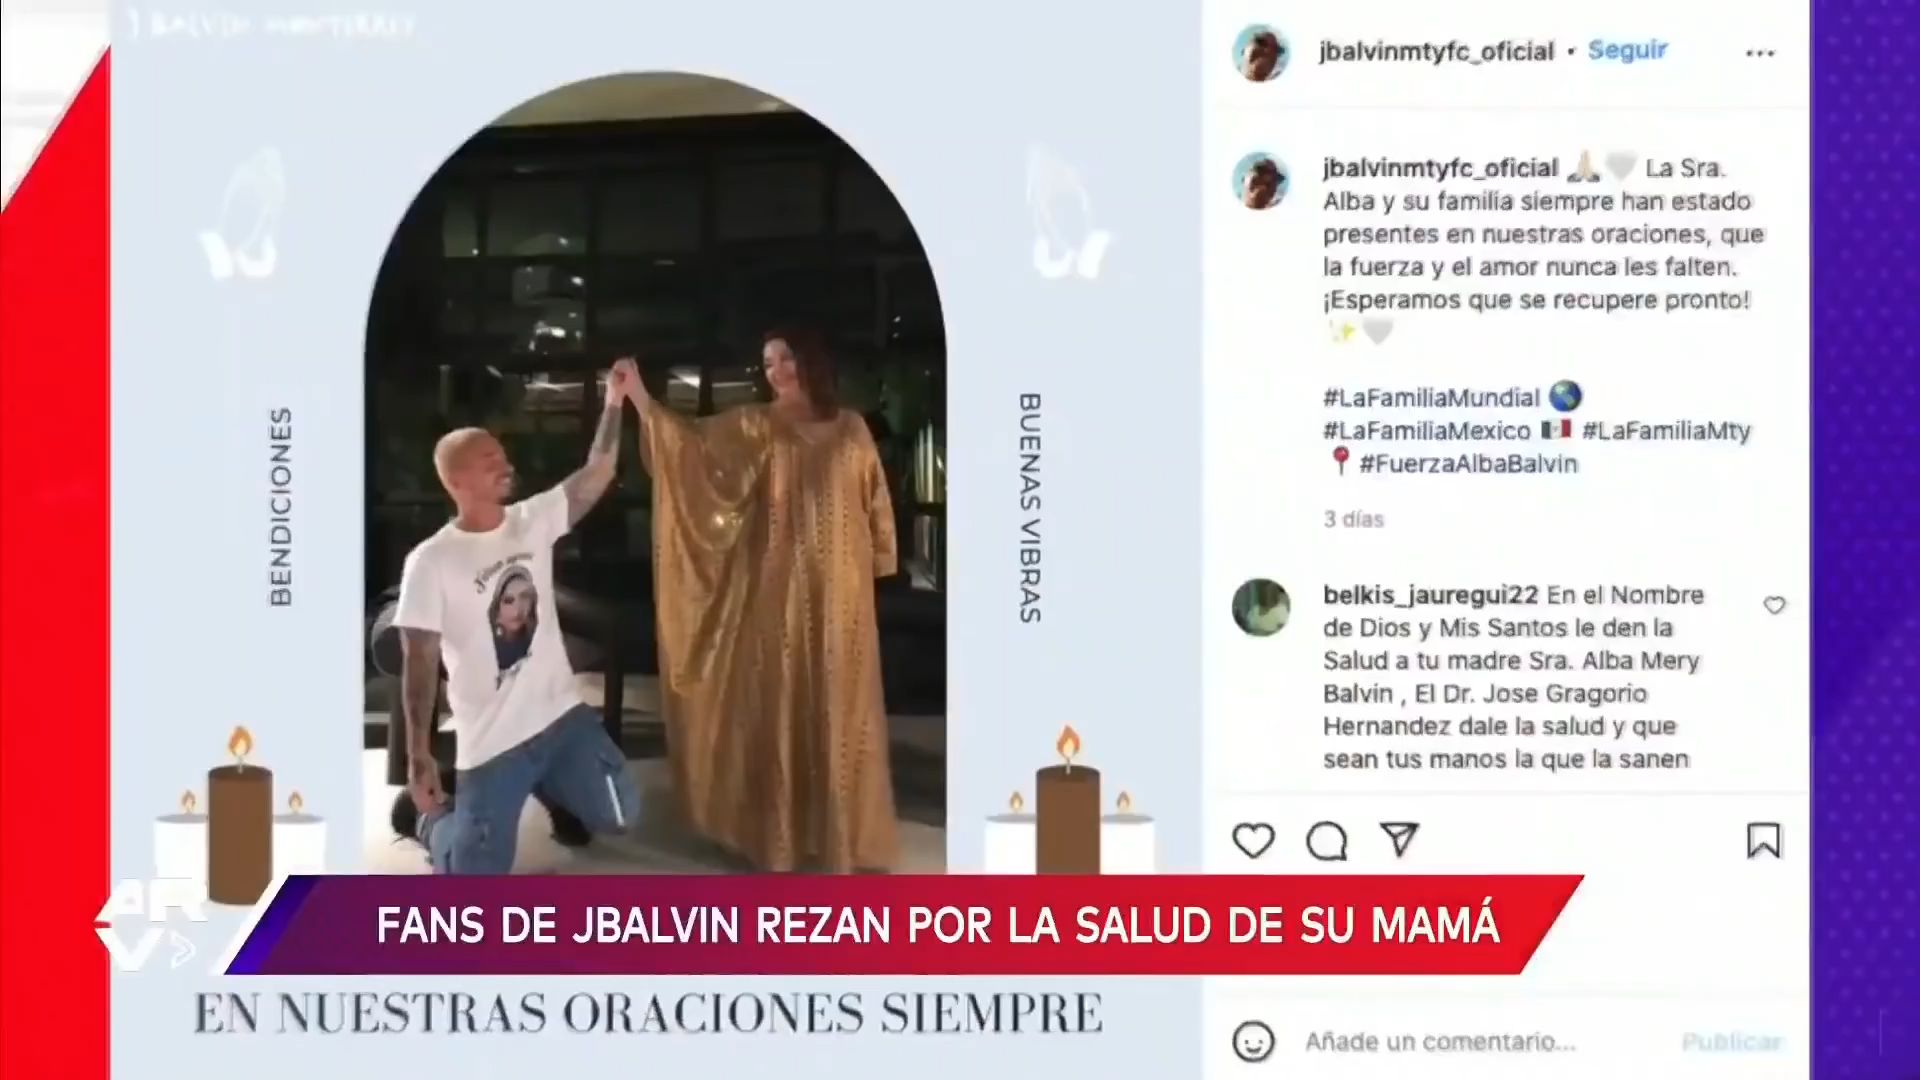 J BALVIN MONTERREY
BENDICIONES
BUENAS VIBRAS
jbalvinmtyfc_oficial • Seguir
jbalvinmtyfc_oficial 🙏🏼🤍 La Sra.
Alba y su familia siempre han estado
presentes en nuestras oraciones, que
la fuerza y el amor nunca les falten.
¡Esperamos que se recupere pronto!
✨🤍
#LaFamiliaMundial 🌎
#LaFamiliaMexico 🇲🇽 #LaFamiliaMty
📍#FuerzaAlbaBalvin
3 días
belkis_jauregui22 En el Nombre
de Dios y Mis Santos le den la
Salud a tu madre Sra. Alba Mery
Balvin , El Dr. Jose Gragorio
Hernandez dale la salud y que
sean tus manos la que la sanen
ARV
FANS DE JBALVIN REZAN POR LA SALUD DE SU MAMÁ
EN NUESTRAS ORACIONES SIEMPRE
Añade un comentario...
Publicar